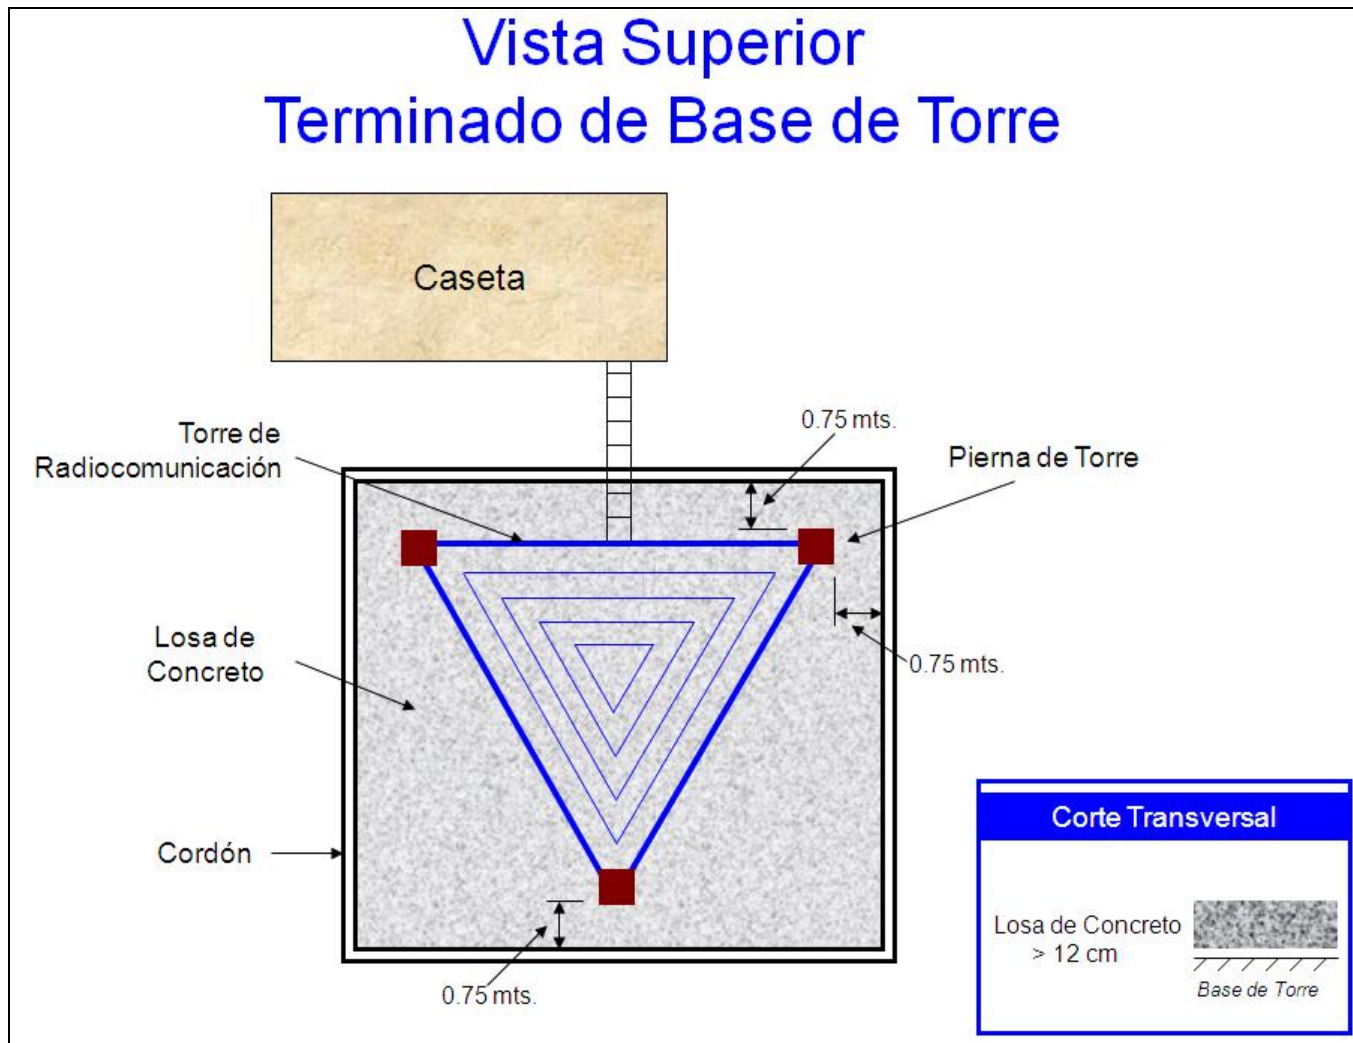 Vista Superior
Terminado de Base de Torre
Caseta
0.75 mts.
Torre de
Radiocomunicación
Pierna de Torre
Losa de
Concreto
0.75 mts.
Cordón
0.75 mts.
Corte Transversal
Losa de Concreto
> 12 cm
Base de Torre